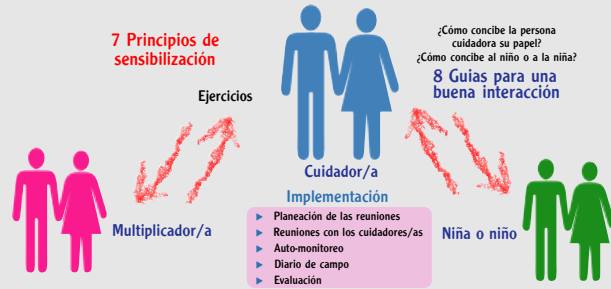 7 Principios de
sensibilización
Ejercicios
¿Cómo concibe la persona
cuidadora su papel?
¿Cómo concibe al niño o a la niña?
8 Guias para una
buena interacción
Cuidador/a
Implementación
Planeación de las reuniones
Reuniones con los cuidadores/as
Auto-monitoreo
Diario de campo
Evaluación
Multiplicador/a
Niña o niño